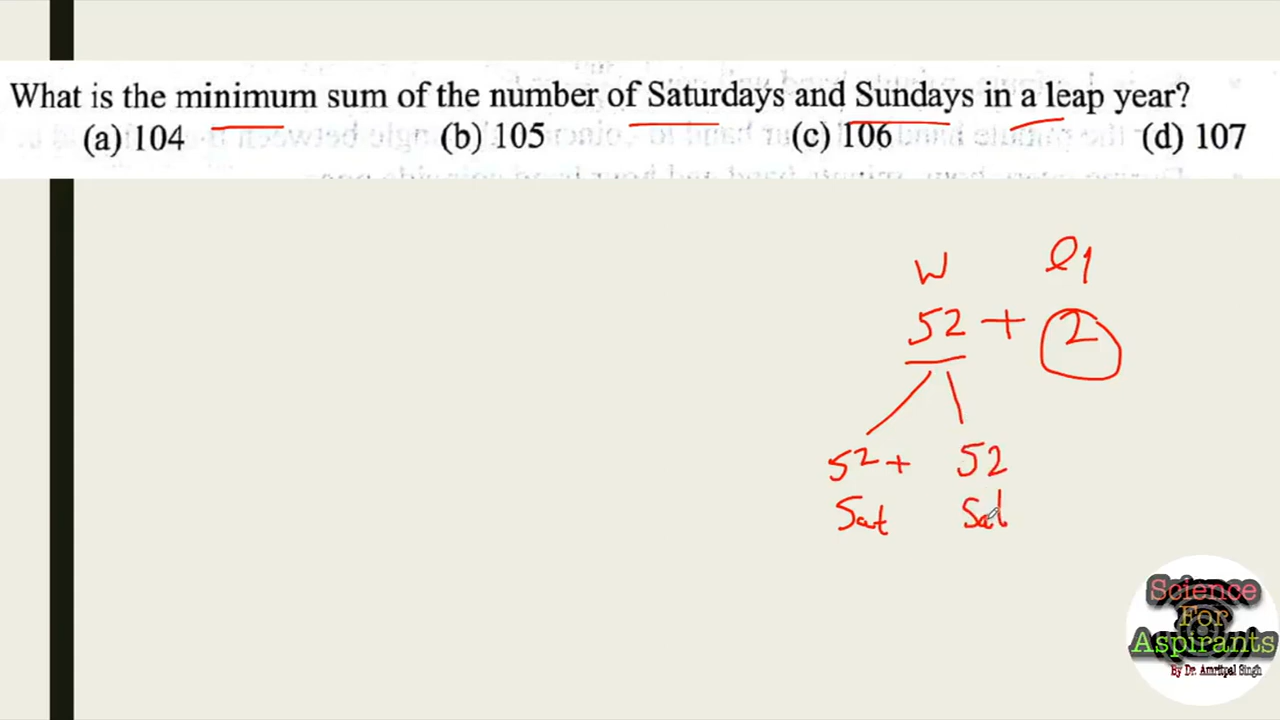 What is the minimum sum of the number of Saturdays and Sundays in a leap year?
(a) 104 (b) 105 (c) 106 (d) 107
W
52 + 2
52 + 52
Sat Sat
Science
For
Aspirants
By Dr. Amritpal Singh